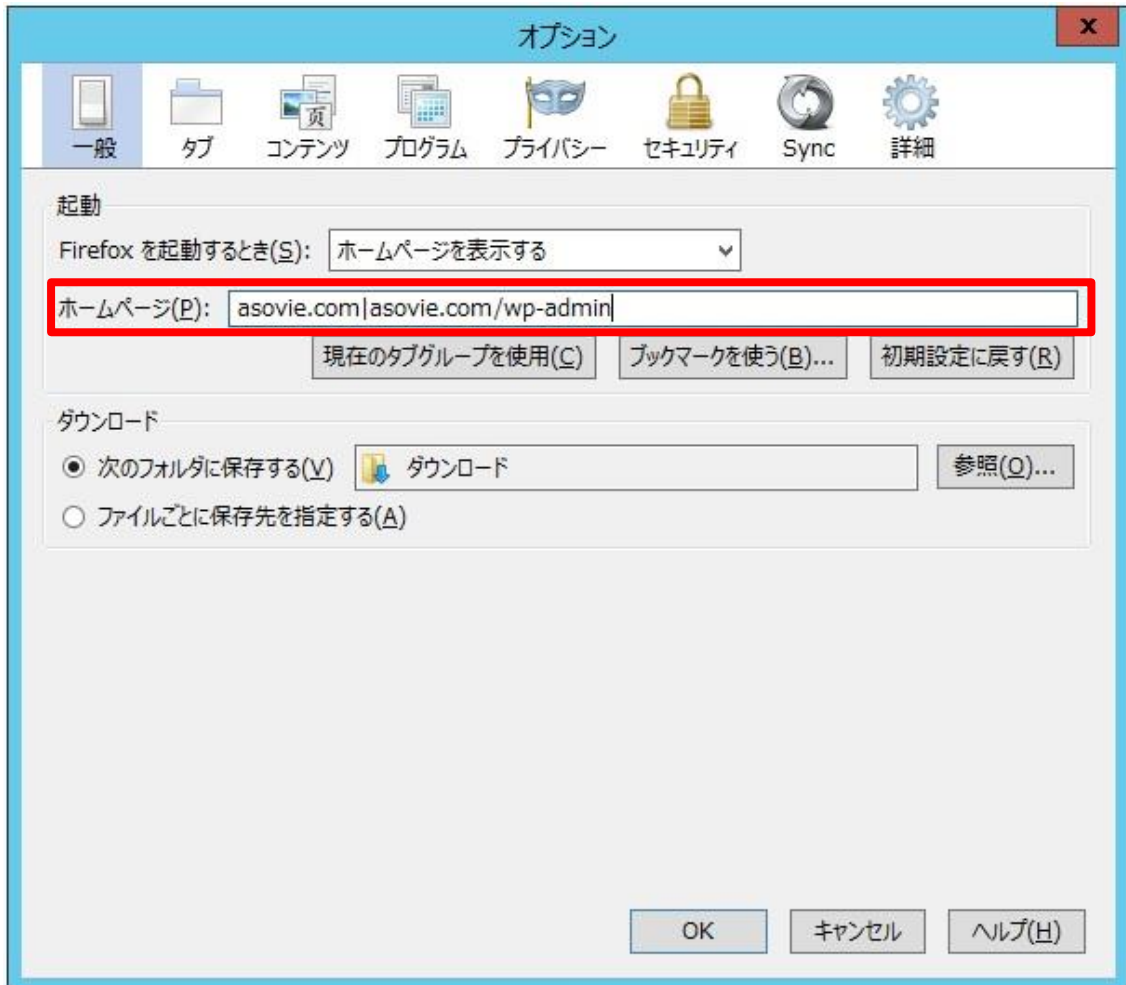 オプション
x
页
一般 タブ コンテンツ プログラム プライバシー セキュリティ Sync 詳細
起動
Firefox を起動するとき(S): ホームページを表示する
ホームページ(P): asovie.com|asovie.com/wp-admin
現在のタブグループを使用(C) ブックマークを使う(B)... 初期設定に戻す(R)
ダウンロード
次のフォルダに保存する(V) ダウンロード 参照(O)...
ファイルごとに保存先を指定する(A)
OK キャンセル ヘルプ(H)